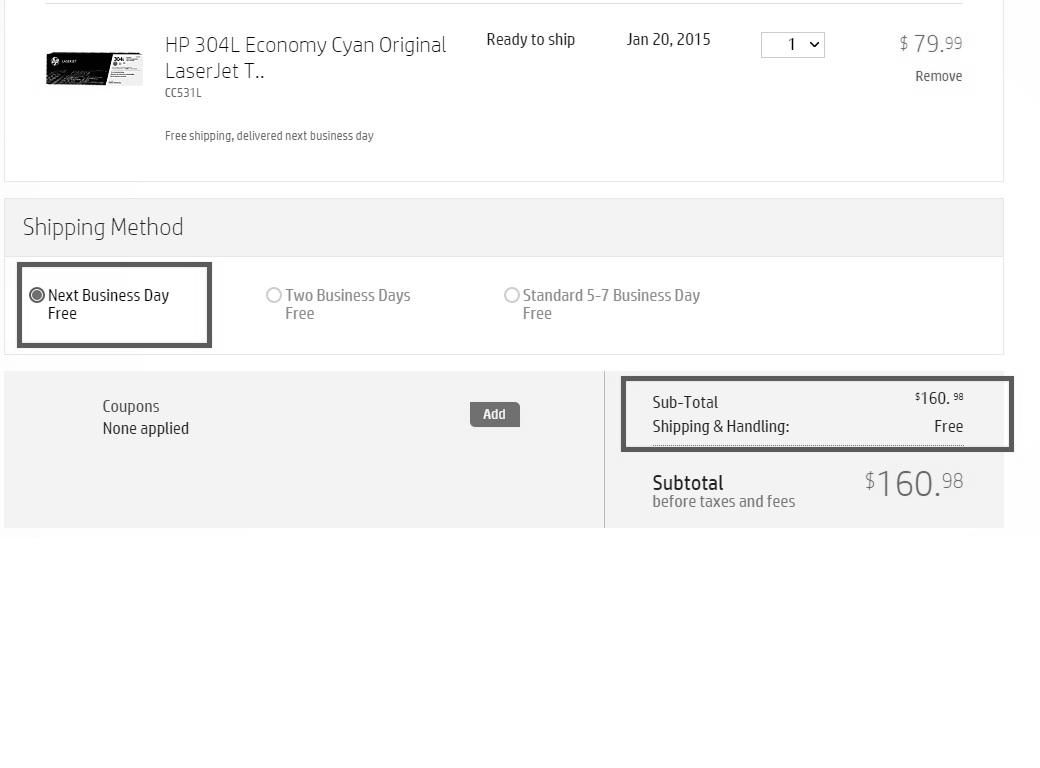 HP 304L Economy Cyan Original Ready to ship Jan 20, 2015 1 $ 79.99
LaserJet T..
Remove
CC531L
Free shipping, delivered next business day
Shipping Method
Next Business Day Two Business Days Standard 5-7 Business Day
Free Free Free
Coupons
None applied
Add
Sub-Total $160.98
Shipping & Handling: Free
Subtotal $160.98
before taxes and fees